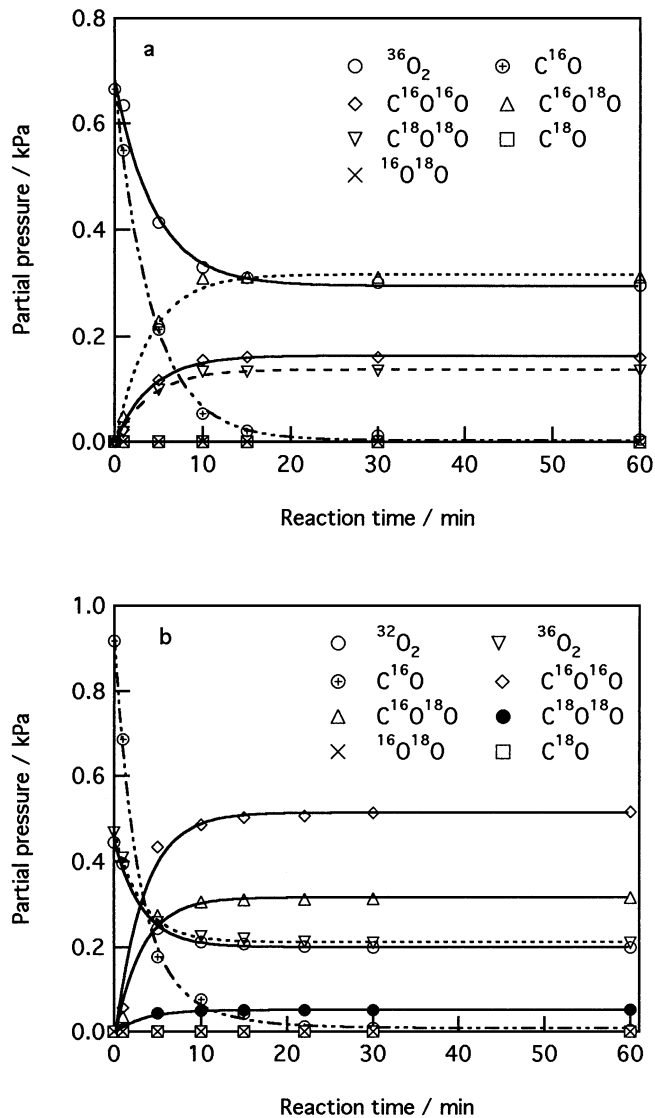 a
³⁶O₂ C¹⁶O
C¹⁶O¹⁶O C¹⁶O¹⁸O
C¹⁸O¹⁸O C¹⁸O
¹⁶O¹⁸O
0.8
0.6
0.4
0.2
0.0
Partial pressure / kPa
0 10 20 30 40 50 60
Reaction time / min
b
³²O₂ ³⁶O₂
C¹⁶O C¹⁶O¹⁶O
C¹⁶O¹⁸O C¹⁸O¹⁸O
¹⁶O¹⁸O C¹⁸O
1.0
0.8
0.6
0.4
0.2
0.0
Partial pressure / kPa
0 10 20 30 40 50 60
Reaction time / min